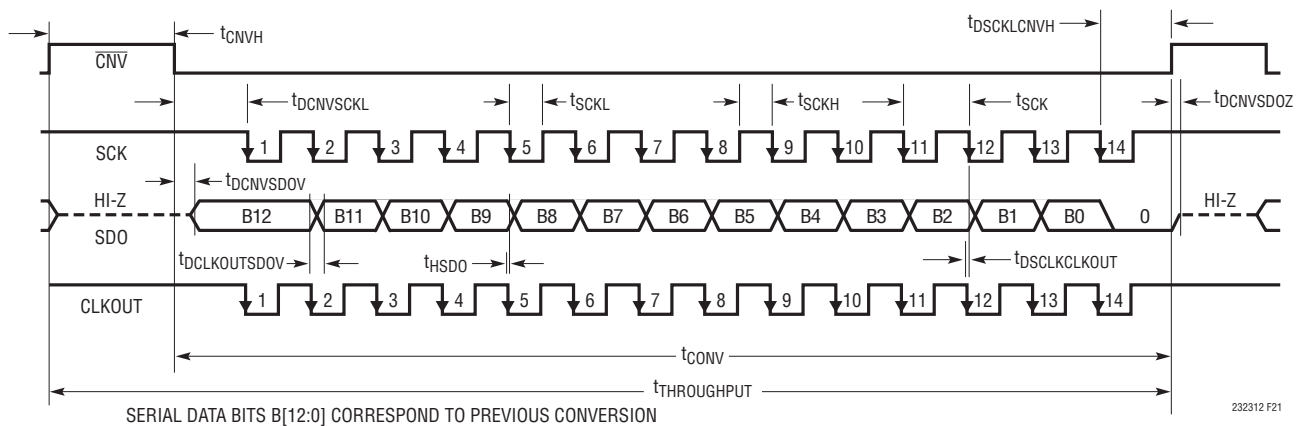 tCNVH
tDSCKLCNVH
CNV
tDCNVSCKL
tSCKL
tSCKH
tSCK
tDCNVSDOZ
1 2 3 4 5 6 7 8 9 10 11 12 13 14
SCK
tDCNVSDOV
HI-Z
B12 B11 B10 B9 B8 B7 B6 B5 B4 B3 B2 B1 B0 0
HI-Z
SDO
tDCLKOUTSDOV
tHSDO
tDSCLKCLKOUT
1 2 3 4 5 6 7 8 9 10 11 12 13 14
CLKOUT
tCONV
tTHROUGHPUT
SERIAL DATA BITS B[12:0] CORRESPOND TO PREVIOUS CONVERSION
232312 F21